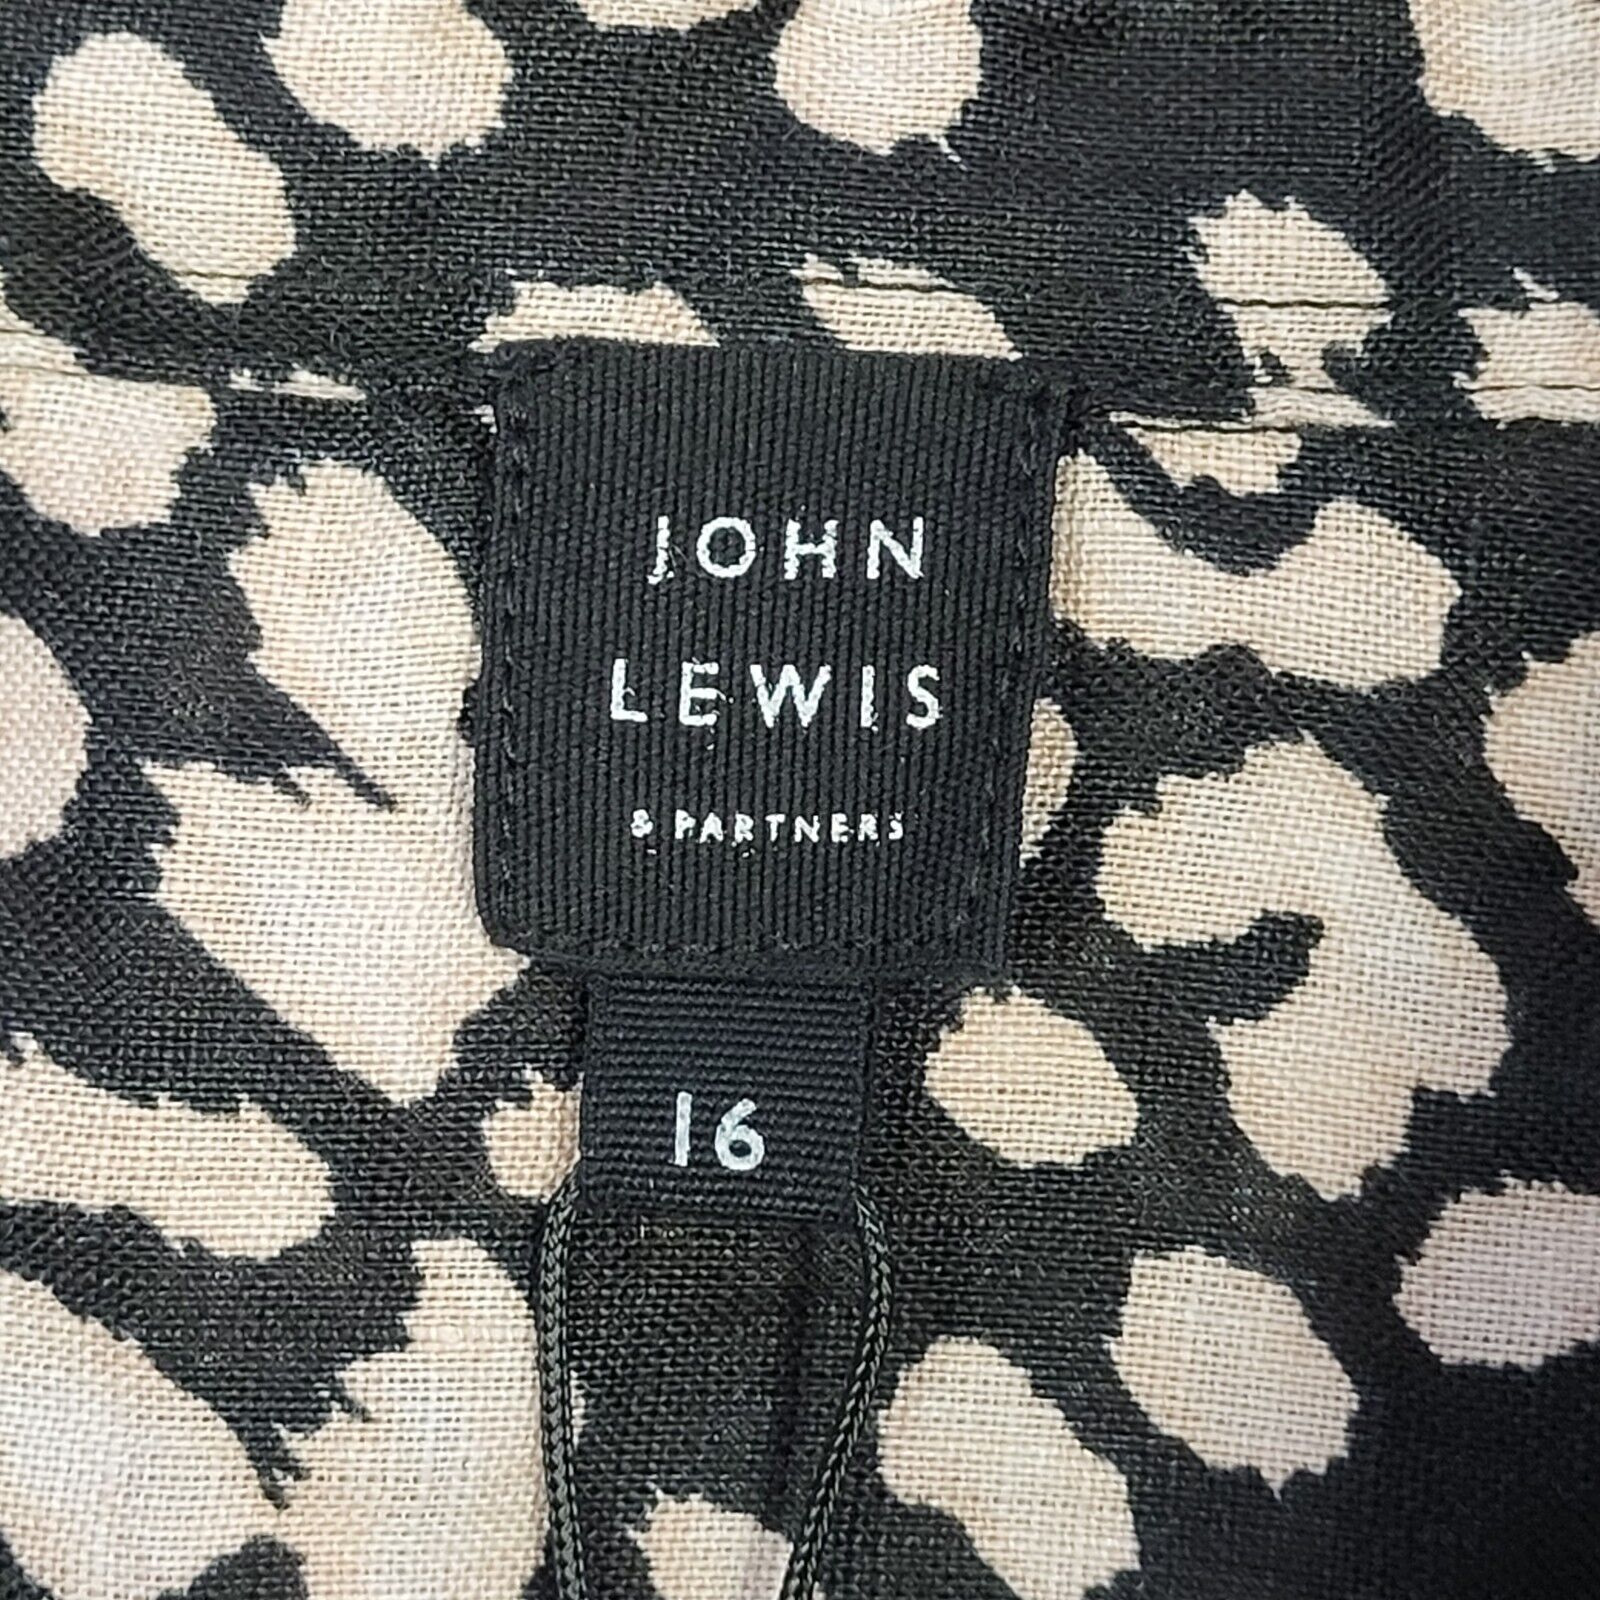 JOHN
LEWIS
& PARTNERS
16